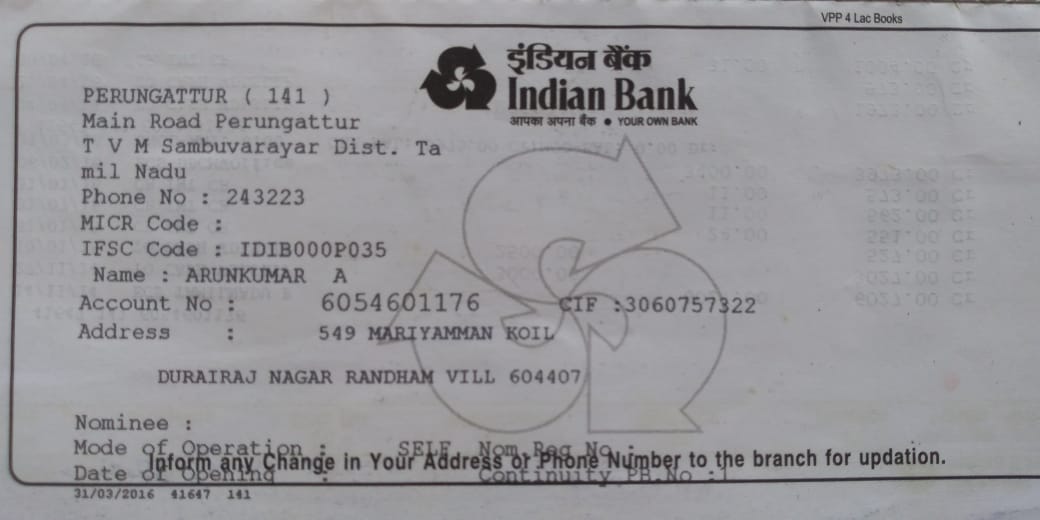 VPP 4 Lac Books
इंडियन बैंक
Indian Bank
आपका अपना बैंक ● YOUR OWN BANK
PERUNGATTUR ( 141 )
Main Road Perungattur
T V M Sambuvarayar Dist. Ta
mil Nadu
Phone No : 243223
MICR Code :
IFSC Code : IDIB000P035
Name : ARUNKUMAR A
Account No : 6054601176 CIF :3060757322
Address : 549 MARIYAMMAN KOIL
DURAIRAJ NAGAR RANDHAM VILL 604407
Nominee :
Mode of Operation : SELF Nom Reg No :
Inform any Change in Your Address or Phone Number to the branch for updation.
Date of Opening : Continuity PB.No :1
31/03/2016 41647 141